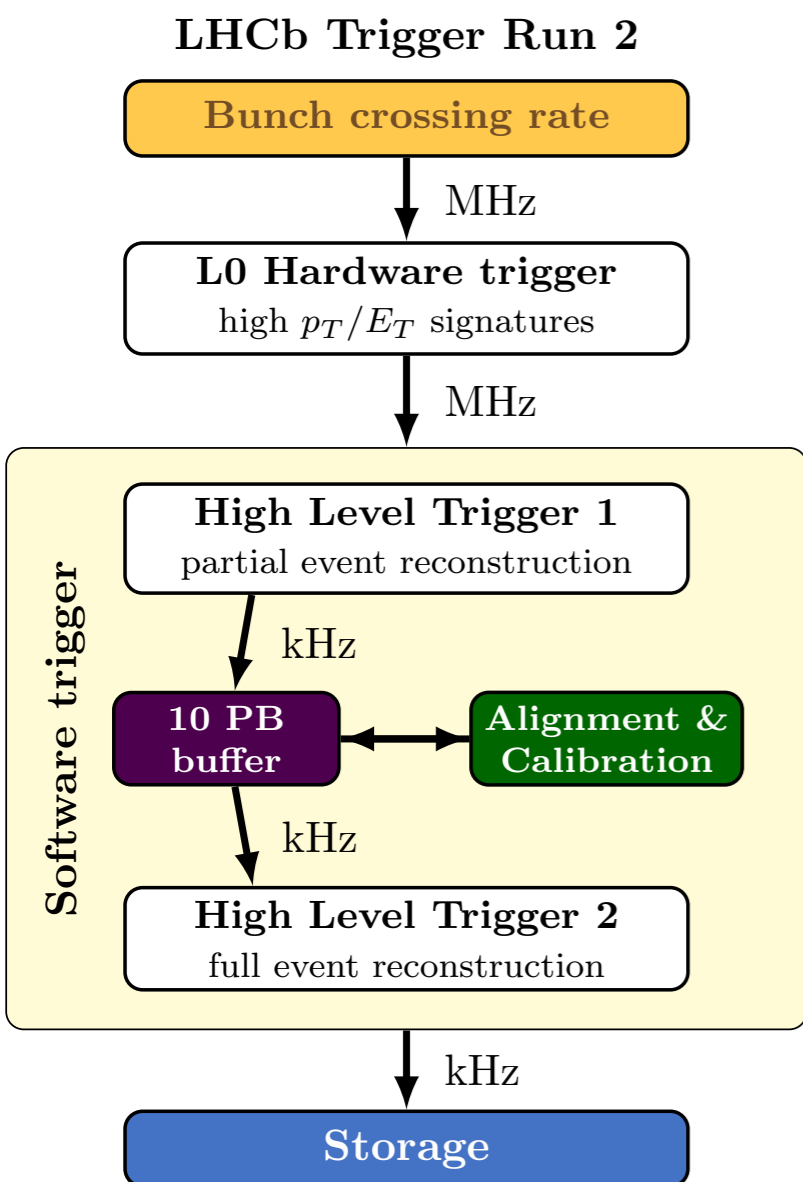 LHCb Trigger Run 2
Bunch crossing rate
MHz
L0 Hardware trigger
high p_T/E_T signatures
MHz
Software trigger
High Level Trigger 1
partial event reconstruction
kHz
10 PB
buffer
Alignment &
Calibration
kHz
High Level Trigger 2
full event reconstruction
kHz
Storage